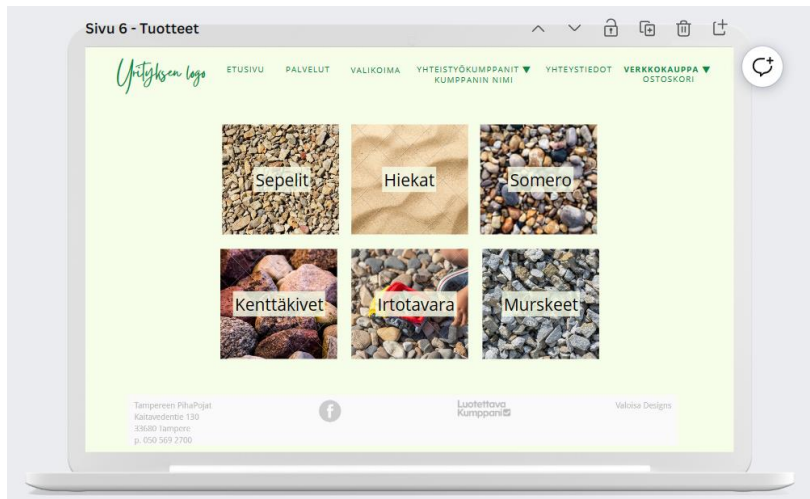 Sivu 6 - Tuotteet
Yrityksen logo
ETUSIVU
PALVELUT
VALIKOIMA
YHTEISTYÖKUMPPANIT ▼
KUMPPANIN NIMI
YHTEYSTIEDOT
VERKKOKAUPPA ▼
OSTOSKORI
Sepelit
Hiekat
Somero
Kenttäkivet
Irtotavara
Murskeet
Tampereen PihaPojat
Kaitavedentie 130
33680 Tampere
p. 050 569 2700
f
Luotettava
Kumppani
Valoisa Designs